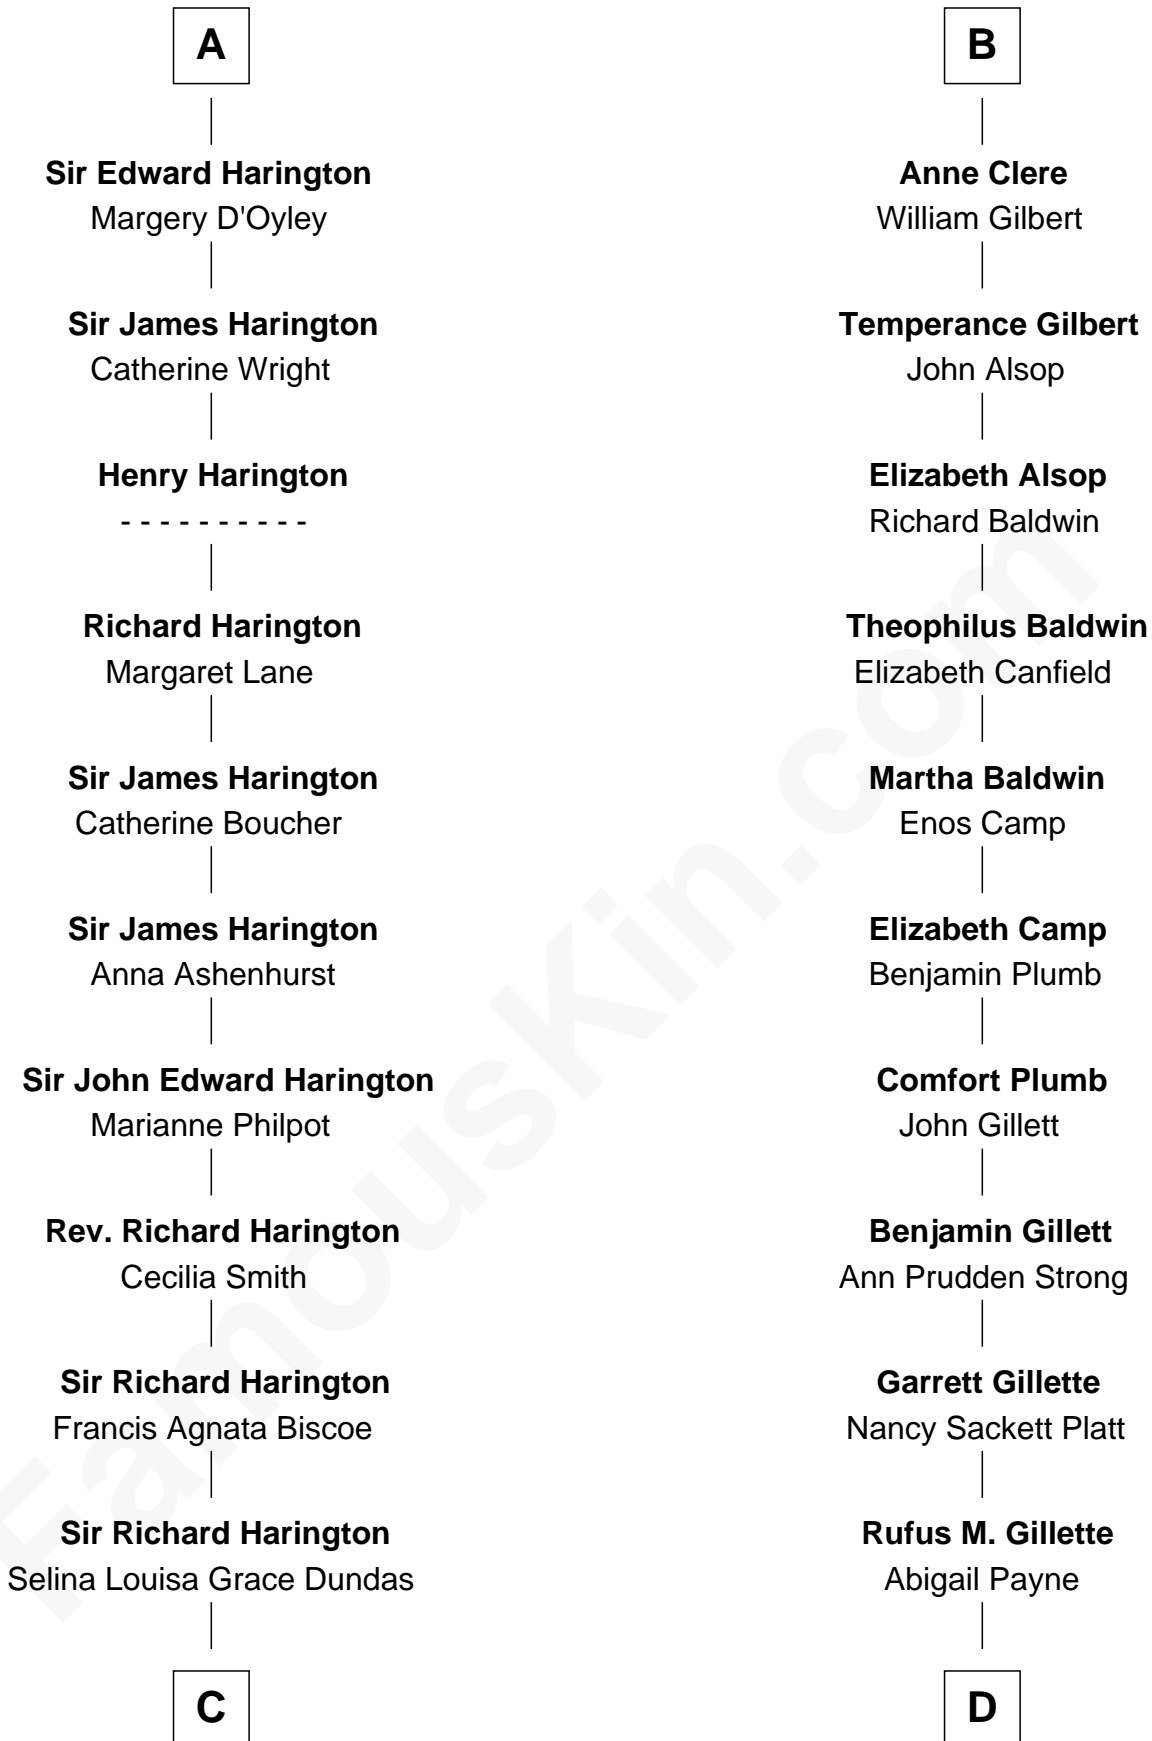 A
Sir Edward Harington
Margery D'Oyley
Sir James Harington
Catherine Wright
Henry Harington
- - - - - - - - - -
Richard Harington
Margaret Lane
Sir James Harington
Catherine Boucher
Sir James Harington
Anna Ashenhurst
Sir John Edward Harington
Marianne Philpot
Rev. Richard Harington
Cecilia Smith
Sir Richard Harington
Francis Agnata Biscoe
Sir Richard Harington
Selina Louisa Grace Dundas
C
B
Anne Clere
William Gilbert
Temperance Gilbert
John Alsop
Elizabeth Alsop
Richard Baldwin
Theophilus Baldwin
Elizabeth Canfield
Martha Baldwin
Enos Camp
Elizabeth Camp
Benjamin Plumb
Comfort Plumb
John Gillett
Benjamin Gillett
Ann Prudden Strong
Garrett Gillette
Nancy Sackett Platt
Rufus M. Gillette
Abigail Payne
D
FamousKin.com